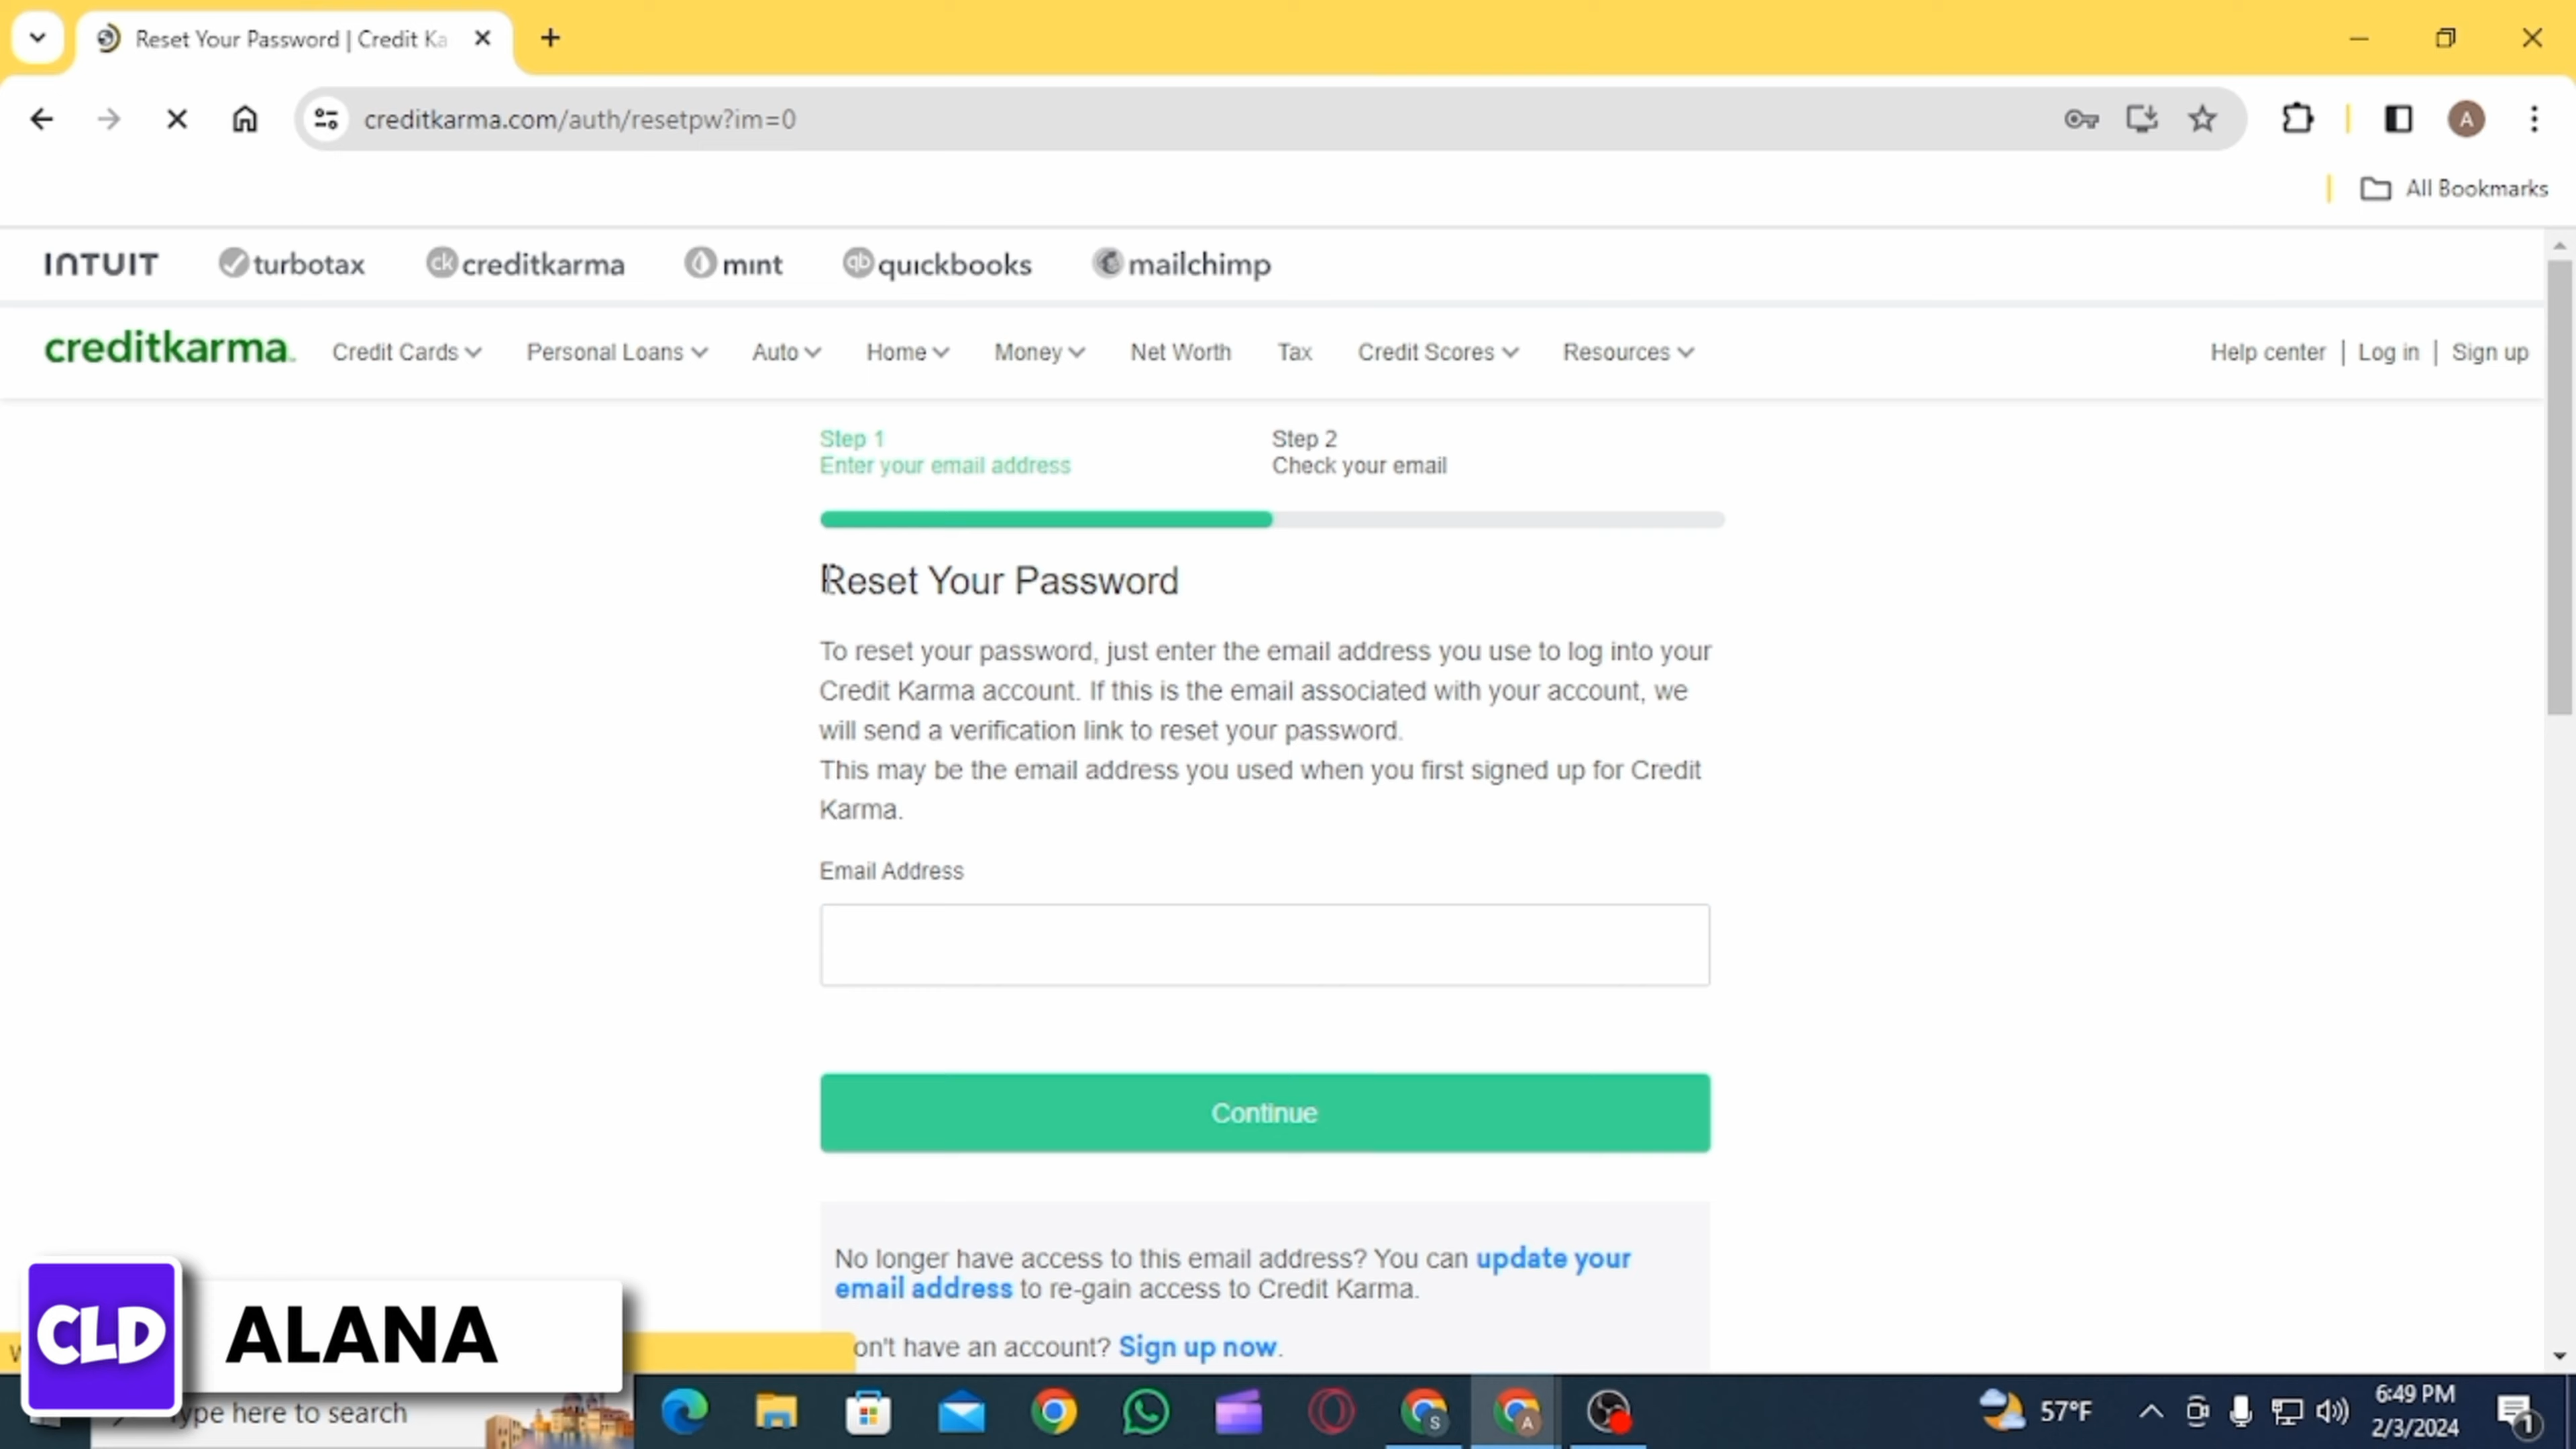 Reset Your Password | Credit Ka
creditkarma.com/auth/resetpw?im=0
A
All Bookmarks
INTUIT turbotax ck creditkarma mint qb quickbooks mailchimp
creditkarma. Credit Cards Personal Loans Auto Home Money Net Worth Tax Credit Scores Resources Help center | Log in | Sign up
Step 1
Enter your email address
Step 2
Check your email
Reset Your Password
To reset your password, just enter the email address you use to log into your
Credit Karma account. If this is the email associated with your account, we
will send a verification link to reset your password.
This may be the email address you used when you first signed up for Credit
Karma.
Email Address
Continue
No longer have access to this email address? You can update your
email address to re-gain access to Credit Karma.
on't have an account? Sign up now.
CLD ALANA
ype here to search
S
A
57°F
6:49 PM
2/3/2024
1